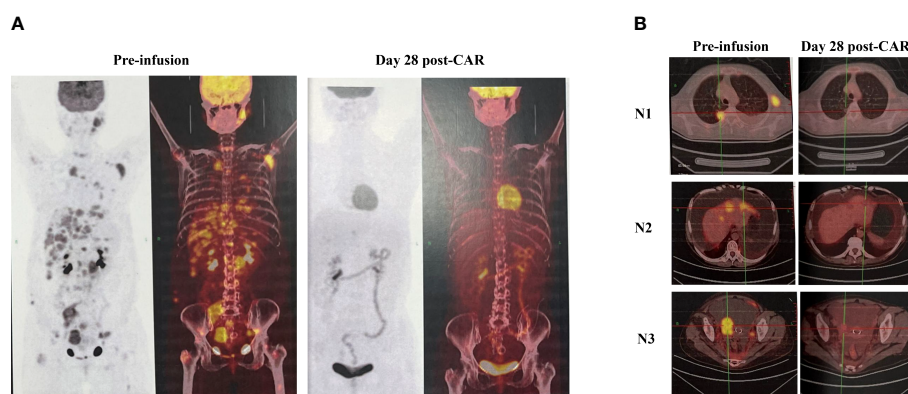 A
Pre-infusion
Day 28 post-CAR
B
Pre-infusion
Day 28 post-CAR
N1
N2
N3